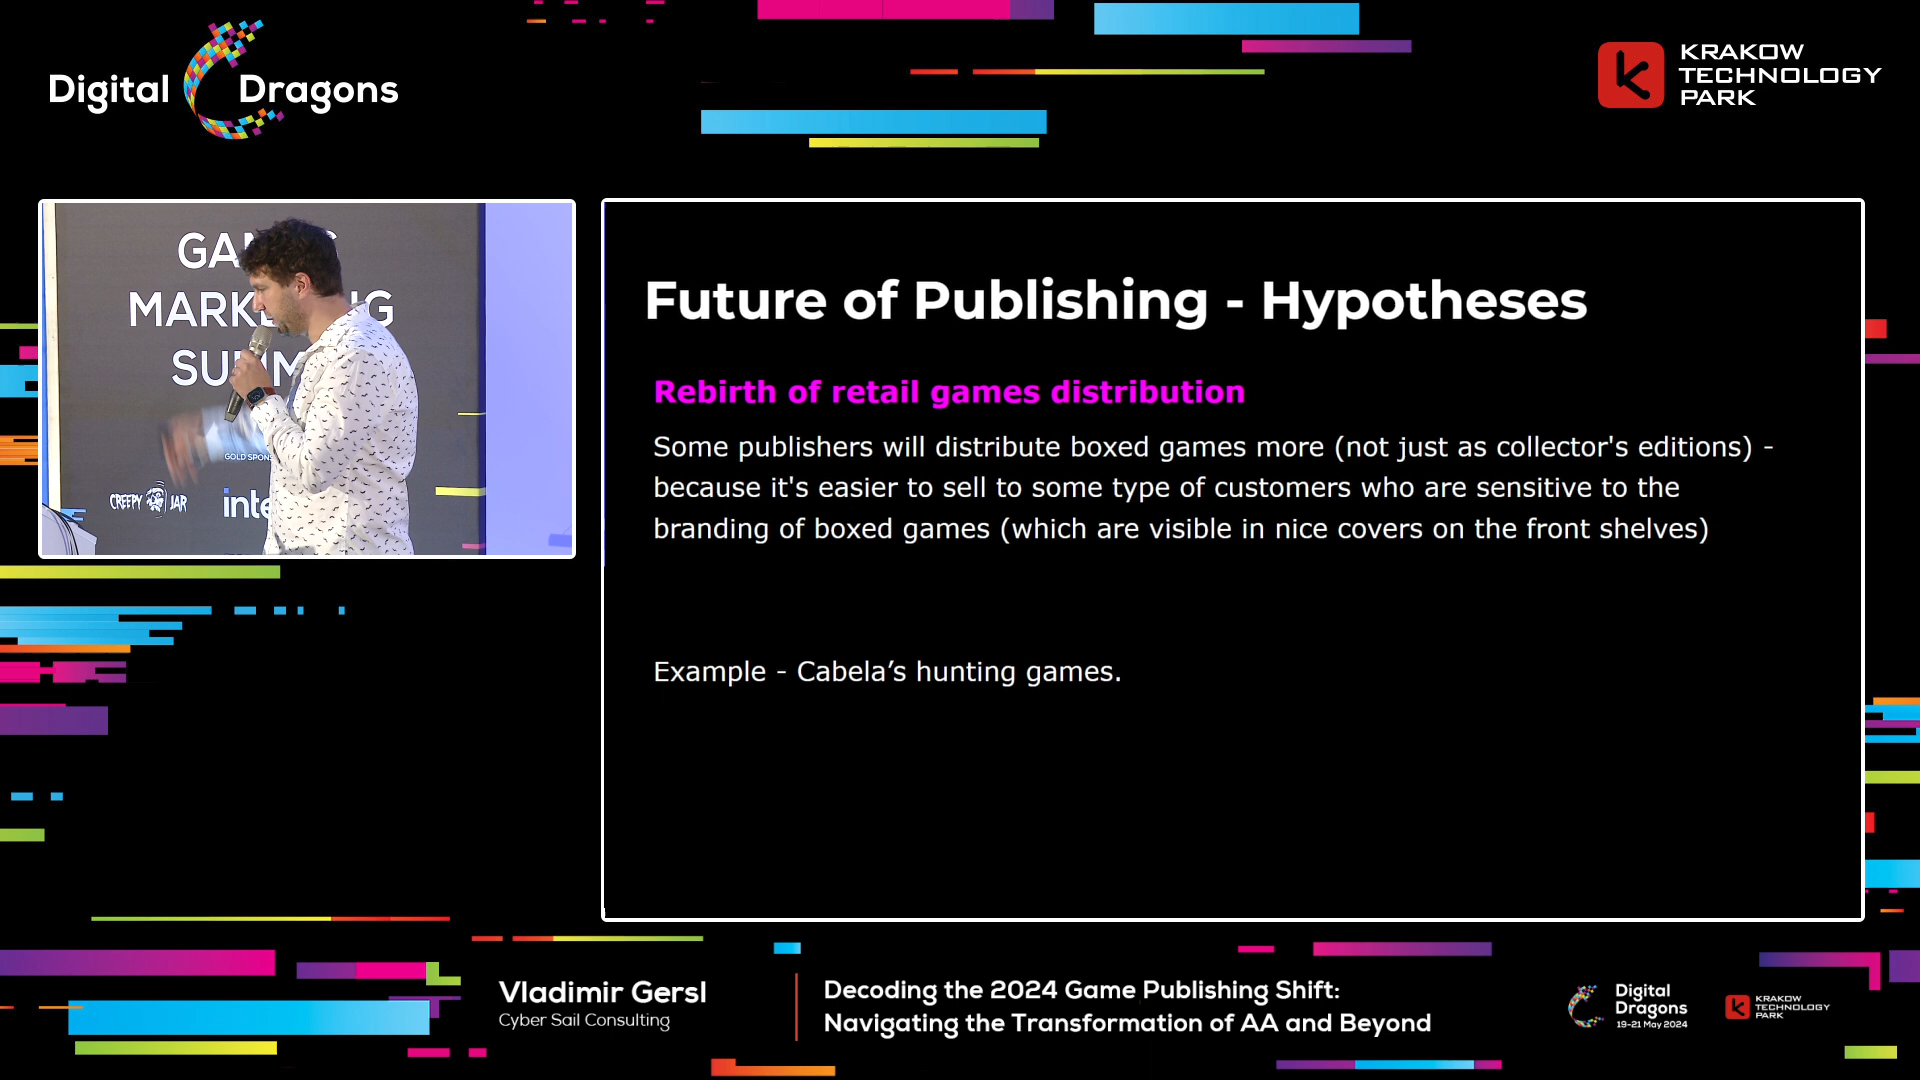 Digital Dragons
KRAKOW
TECHNOLOGY
PARK
GA
MARK G
SU M
GOLD SPONS
CREEPY JAR
inte
Future of Publishing - Hypotheses
Rebirth of retail games distribution
Some publishers will distribute boxed games more (not just as collector's editions) -
because it's easier to sell to some type of customers who are sensitive to the
branding of boxed games (which are visible in nice covers on the front shelves)
Example - Cabela’s hunting games.
Vladimir Gersl
Cyber Sail Consulting
Decoding the 2024 Game Publishing Shift:
Navigating the Transformation of AA and Beyond
Digital
Dragons
19-21 May 2024
KRAKOW
TECHNOLOGY
PARK